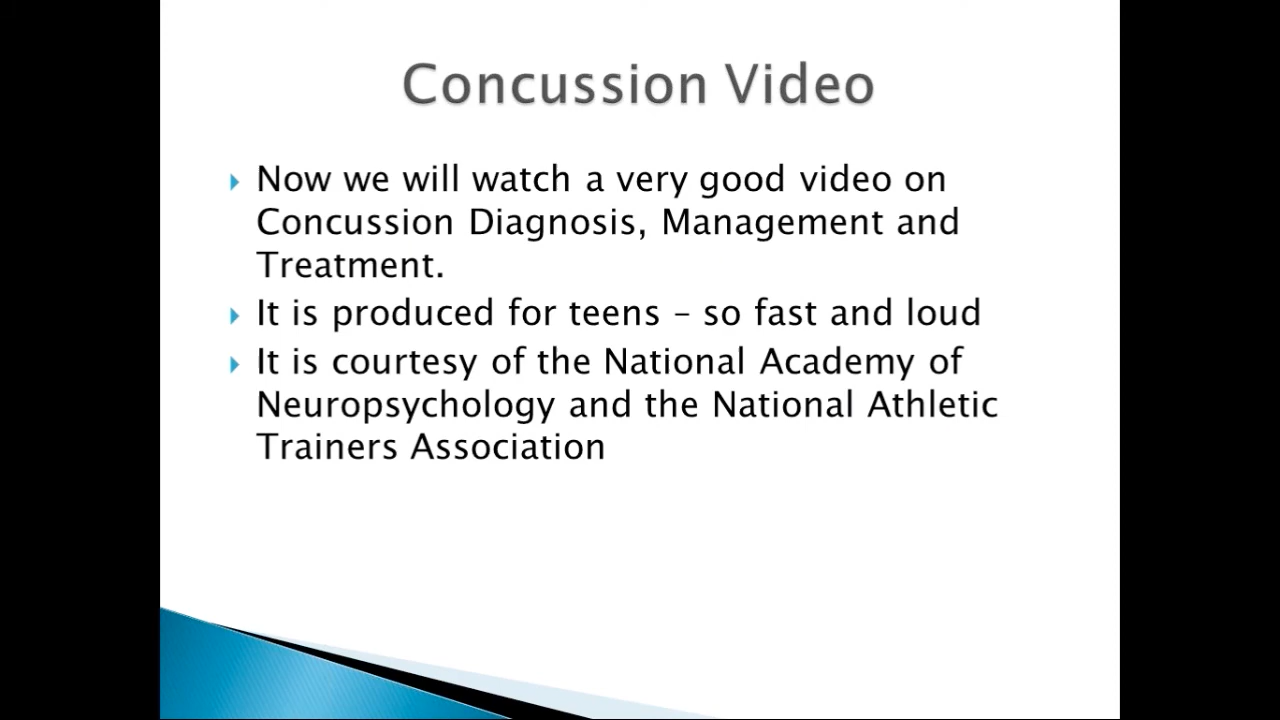 Concussion Video
Now we will watch a very good video on
Concussion Diagnosis, Management and
Treatment.
It is produced for teens – so fast and loud
It is courtesy of the National Academy of
Neuropsychology and the National Athletic
Trainers Association